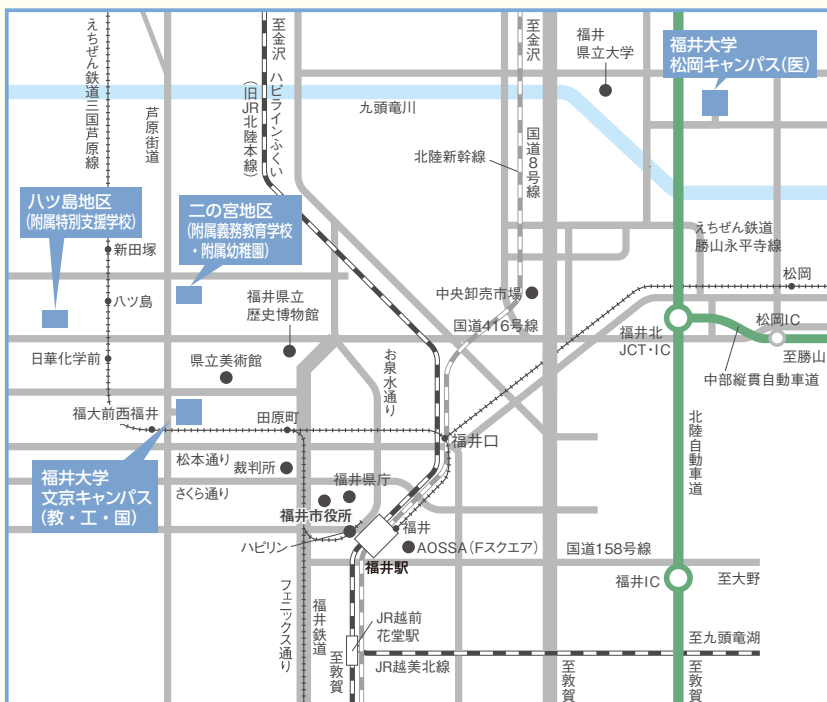 えちぜん鉄道三国芦原線
芦原街道
至金沢
ハピラインふくい
(旧JR北陸本線)
九頭竜川
至金沢
北陸新幹線
国道8号線
福井
県立大学
福井大学
松岡キャンパス(医)
八ツ島地区
(附属特別支援学校)
二の宮地区
(附属義務教育学校
・附属幼稚園)
新田塚
八ツ島
日華化学前
福井県立
歴史博物館
県立美術館
お泉水通り
中央卸売市場
国道416号線
えちぜん鉄道
勝山永平寺線
松岡
福井北
JCT・IC
松岡IC
至勝山
中部縦貫自動車道
北陸自動車道
福大前西福井
田原町
福井口
松本通り
裁判所
さくら通り
福井県庁
福井市役所
ハピリン
福井
福井駅
AOSSA(Fスクエア)
国道158号線
福井大学
文京キャンパス
(教・工・国)
福井IC
至大野
フェニックス通り
福井鉄道
至敦賀
JR越前
花堂駅
JR越美北線
至九頭竜湖
至敦賀
至敦賀